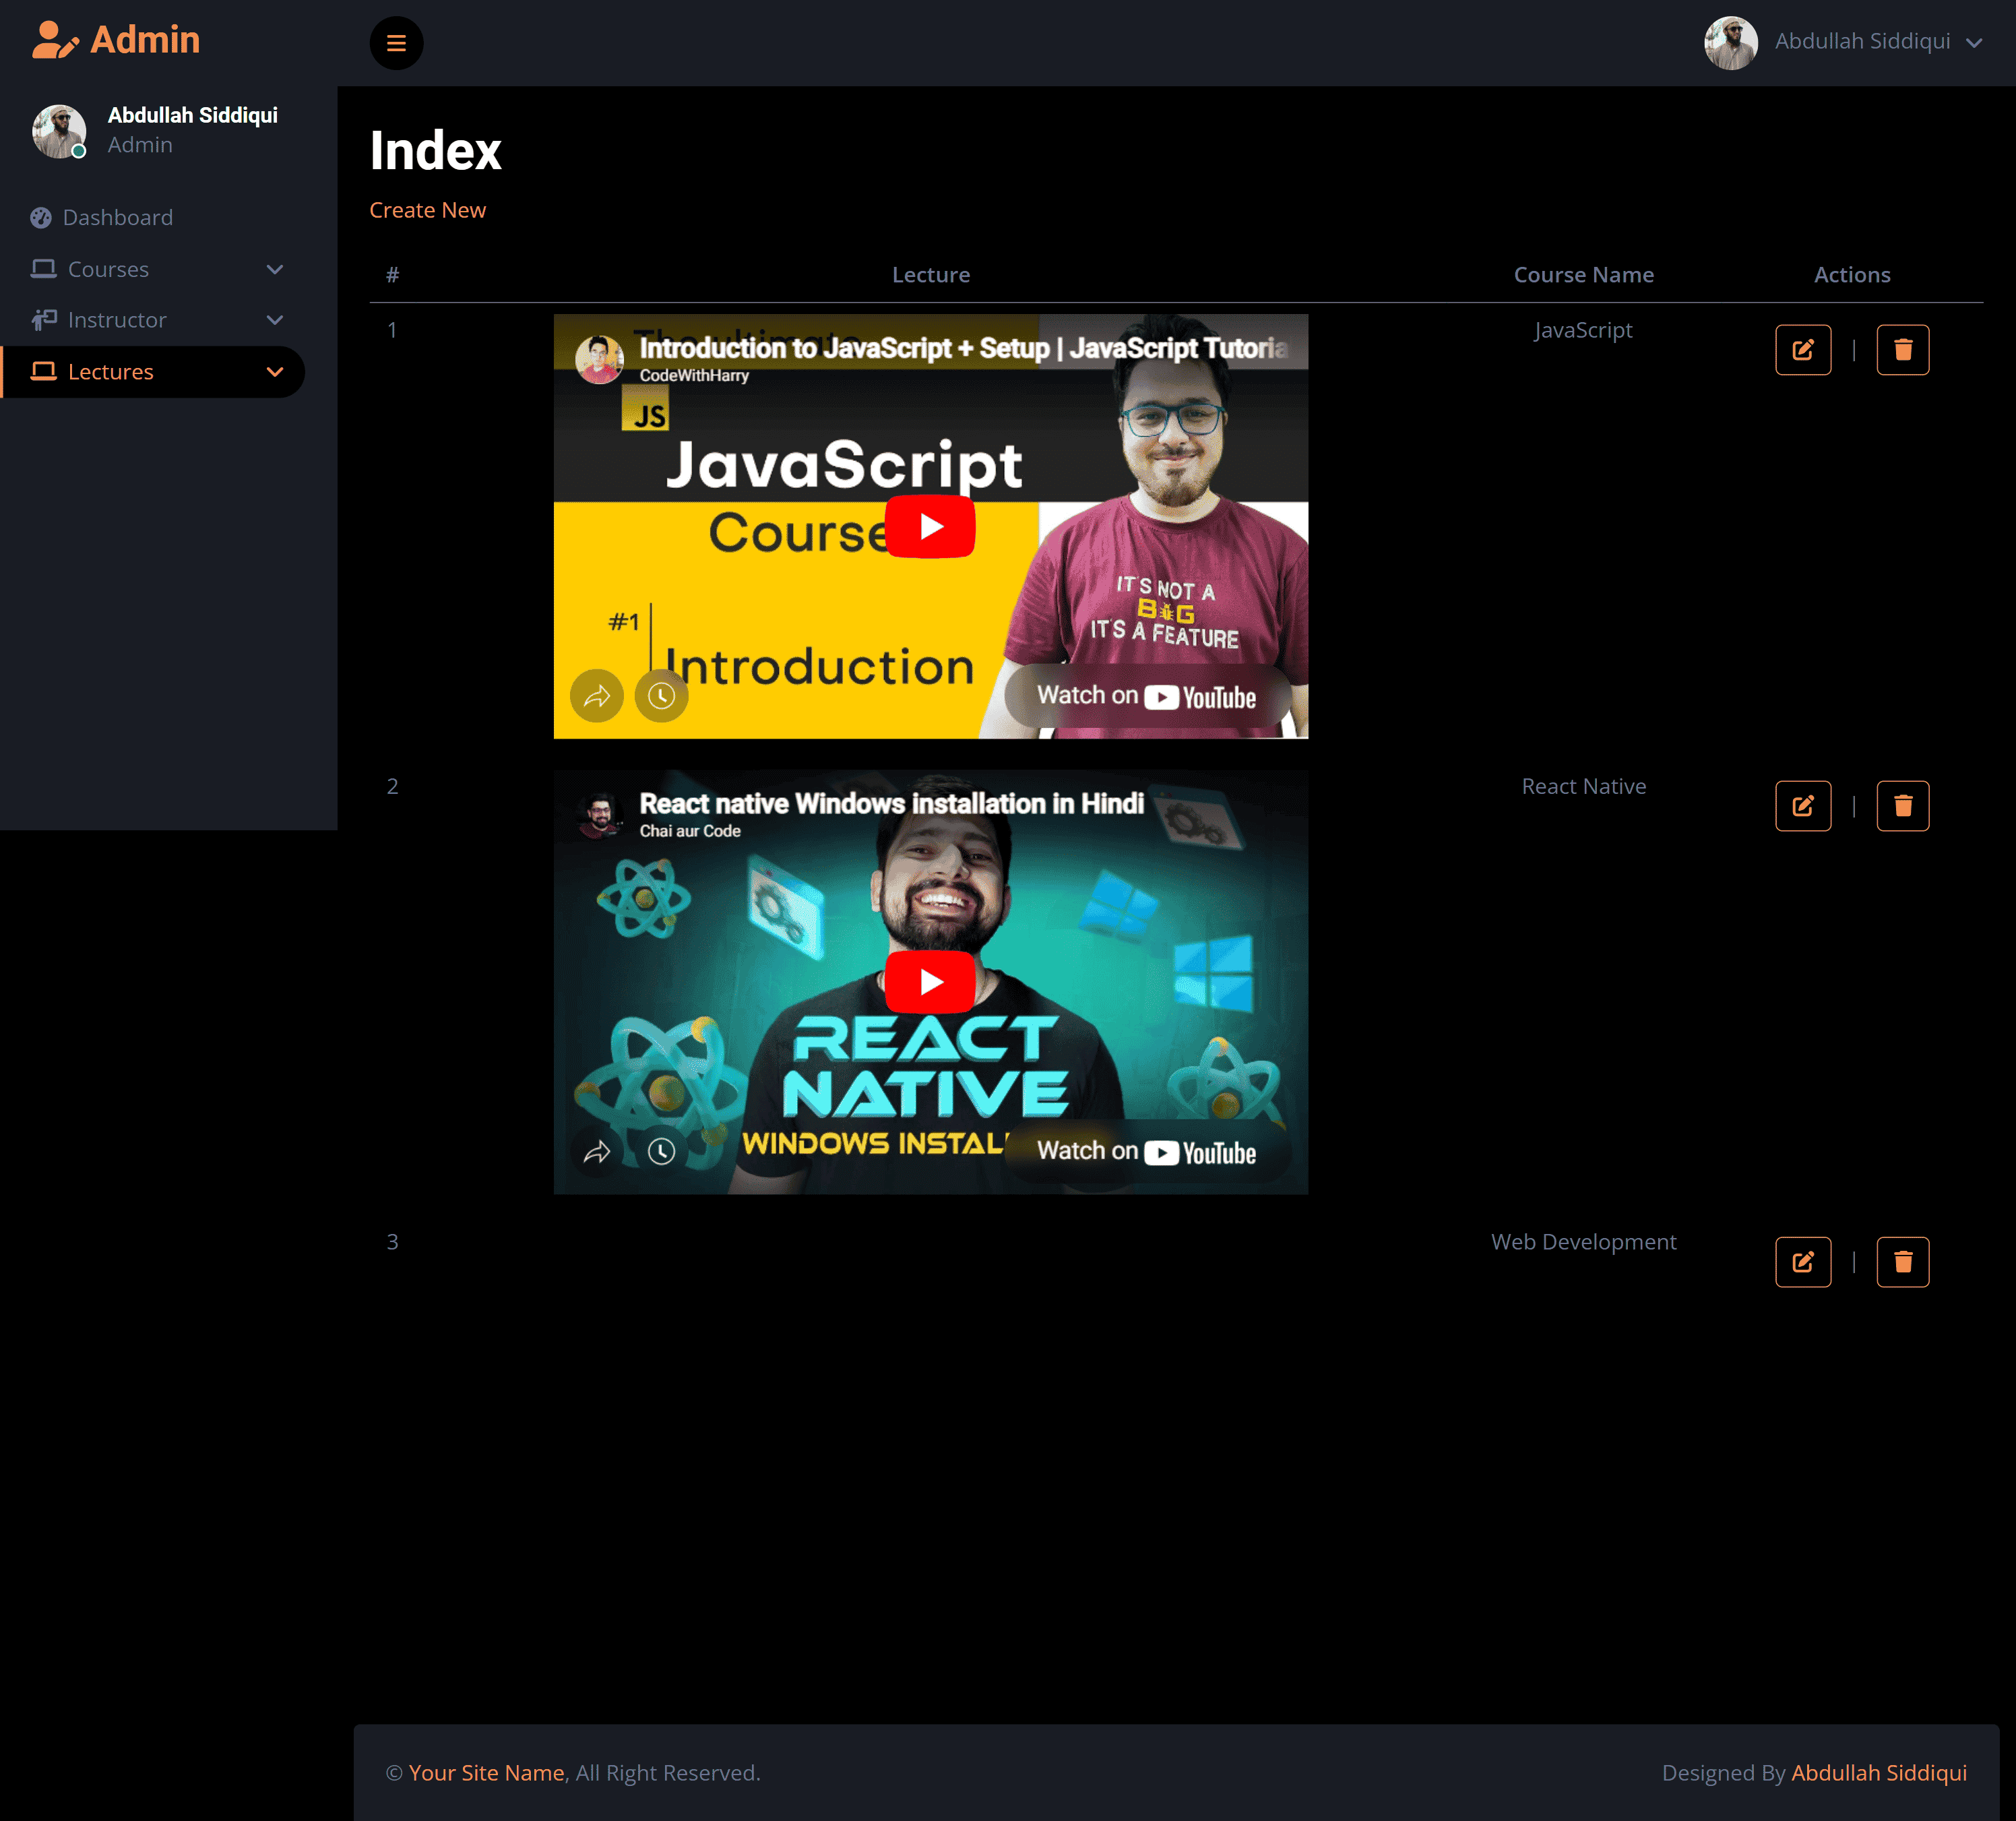 Admin
Abdullah Siddiqui
Abdullah Siddiqui
Admin
Dashboard
Courses
Instructor
Lectures
Index
Create New
# Lecture Course Name Actions
1
The ultimate
Introduction to JavaScript + Setup | JavaScript Tutoria
CodeWithHarry
JS
JavaScript
Course
#1
Introduction
IT'S NOT A
BUG
IT'S A FEATURE
Watch on YouTube
JavaScript
|
2
React native Windows installation in Hindi
Chai aur Code
REACT
NATIVE
WINDOWS INSTAL
Watch on YouTube
React Native
|
3
Web Development
|
© Your Site Name, All Right Reserved.
Designed By Abdullah Siddiqui